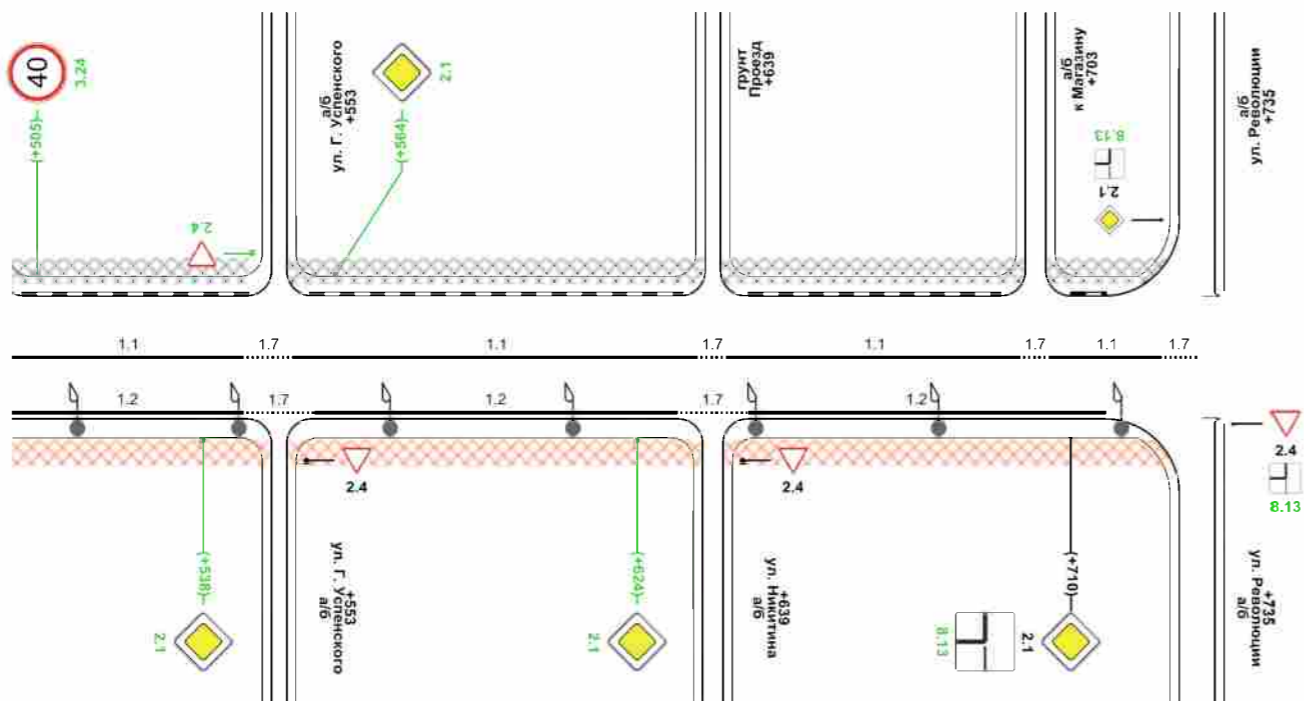 40
3.24
(+505)
2.4
а/б
ул. Г. Успенского
+553
2.1
(+564)
грунт
Проезд
+639
а/б
к Магазину
+703
8.13
2.1
а/б
ул. Революции
+735
1.1
1.7
1.1
1.7
1.1
1.7
1.1
1.7
1.2
1.7
1.2
1.7
1.2
2.4
2.4
2.4
8.13
(+538)
2.1
+553
ул. Г. Успенского
а/б
(+624)
2.1
+639
ул. Никитина
а/б
8.13
2.1
(+710)
+735
ул. Революции
а/б